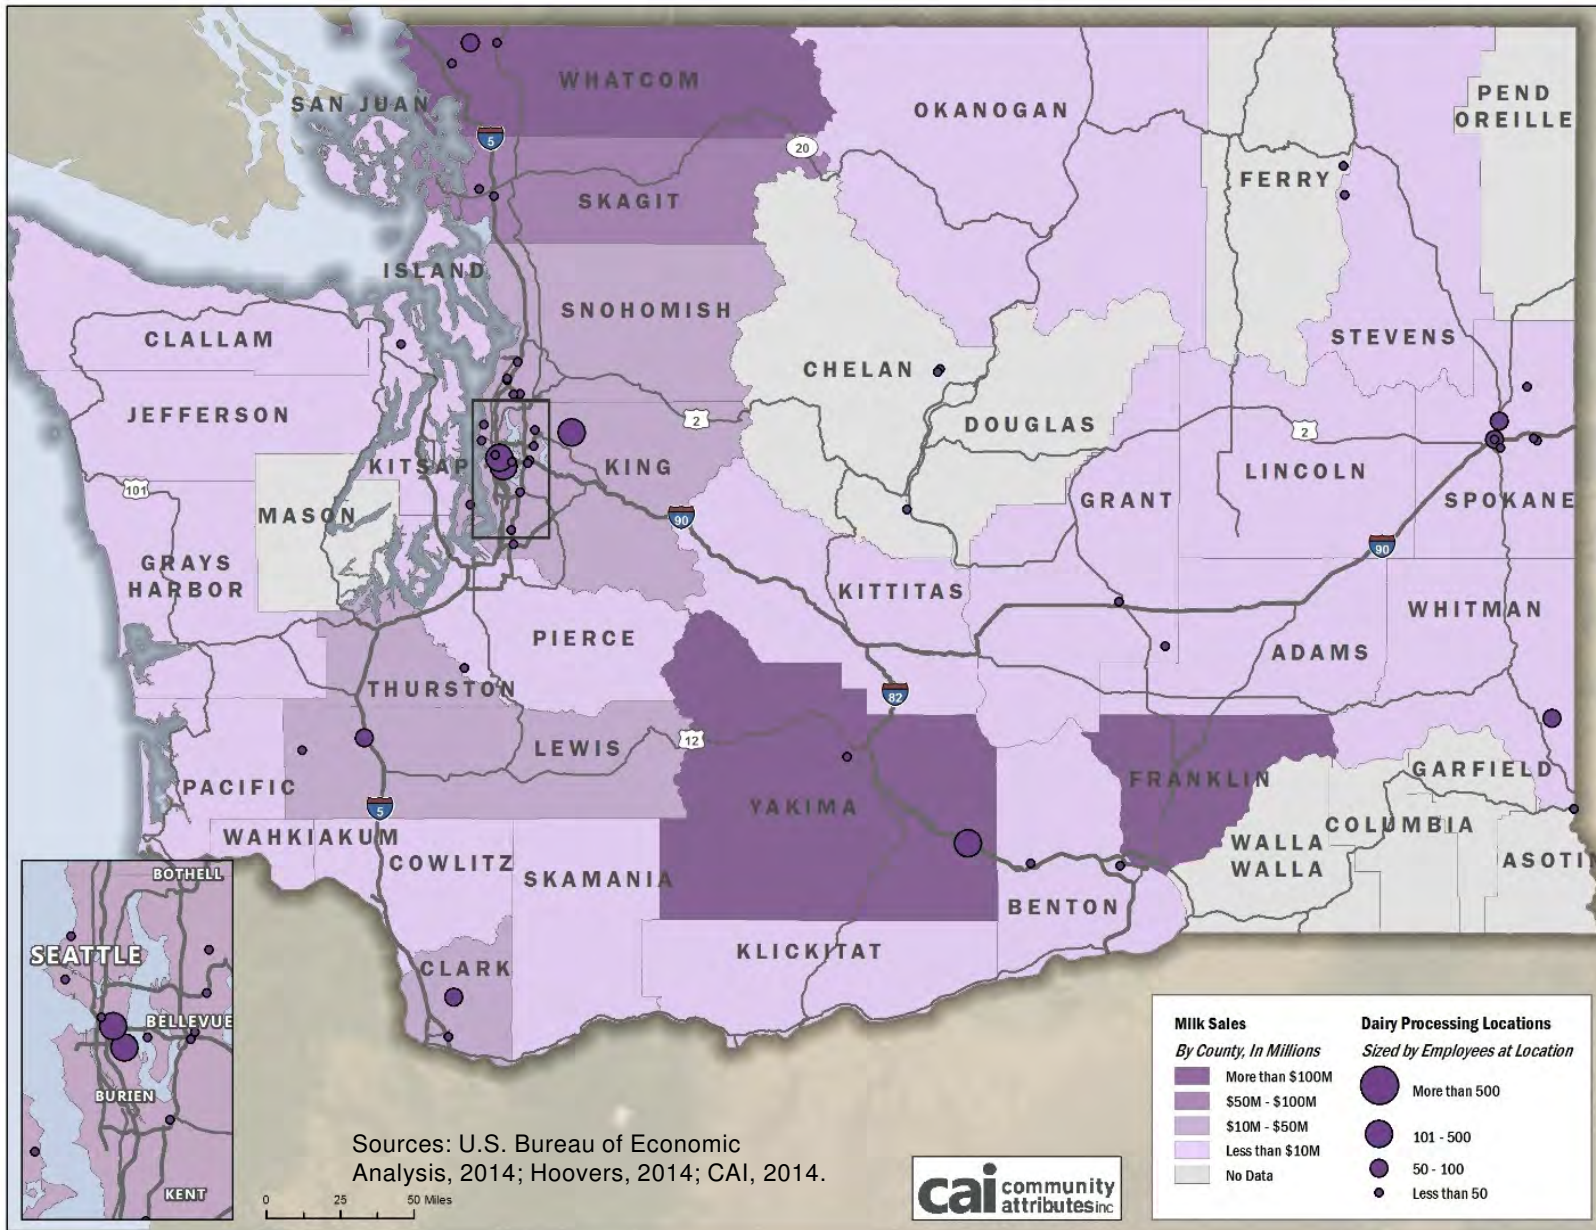 WHATCOM
SAN JUAN
OKANOGAN
PEND
OREILLE
5
20
FERRY
SKAGIT
ISLAND
SNOHOMISH
CLALLAM
STEVENS
CHELAN
JEFFERSON
2
DOUGLAS
2
KITSAP
KING
LINCOLN
101
GRANT
SPOKANE
MASON
90
90
GRAYS
HARBOR
KITTITAS
WHITMAN
PIERCE
ADAMS
THURSTON
82
LEWIS
12
PACIFIC
FRANKLIN
GARFIELD
5
YAKIMA
WAHKIAKUM
COLUMBIA
WALLA
WALLA
COWLITZ
SKAMANIA
ASOTIN
BENTON
KLICKITAT
CLARK
BOTHELL
SEATTLE
BELLEVUE
BURIEN
KENT
Sources: U.S. Bureau of Economic
Analysis, 2014; Hoovers, 2014; CAI, 2014.
0 25 50 Miles
cai community
attributes inc
Milk Sales
By County, In Millions
More than $100M
$50M - $100M
$10M - $50M
Less than $10M
No Data
Dairy Processing Locations
Sized by Employees at Location
More than 500
101 - 500
50 - 100
Less than 50